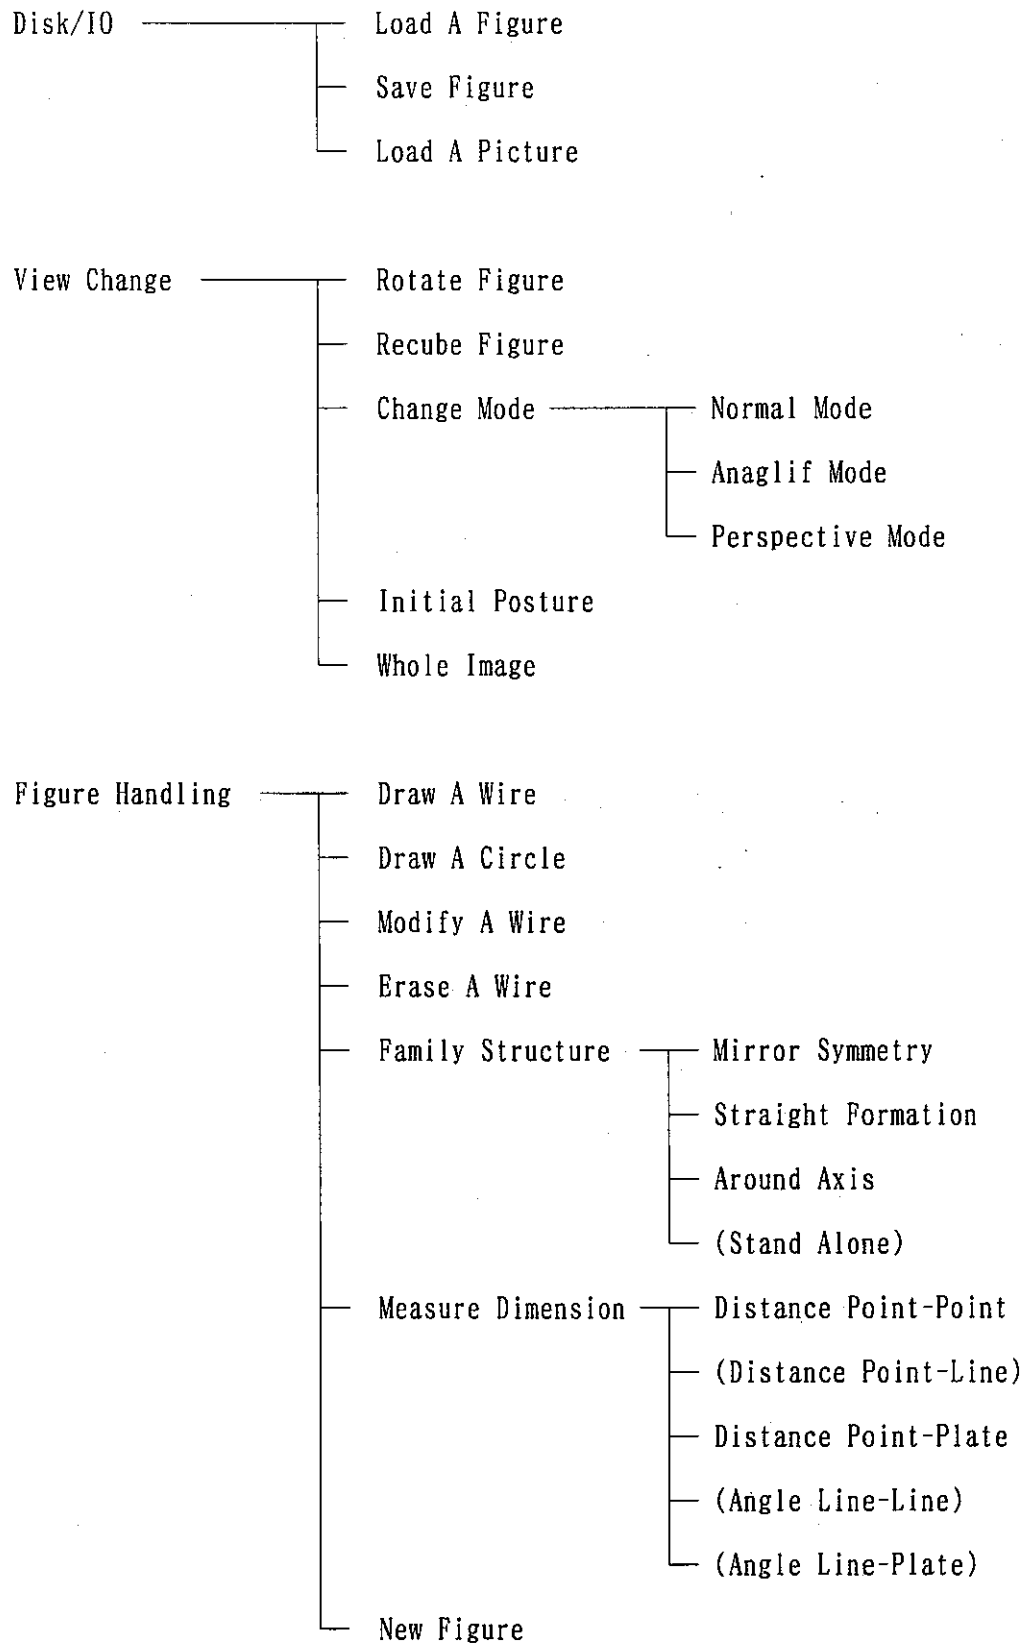 Disk/IO Load A Figure
Save Figure
Load A Picture
View Change Rotate Figure
Recube Figure
Change Mode Normal Mode
Anaglif Mode
Perspective Mode
Initial Posture
Whole Image
Figure Handling Draw A Wire
Draw A Circle
Modify A Wire
Erase A Wire
Family Structure Mirror Symmetry
Straight Formation
Around Axis
(Stand Alone)
Measure Dimension Distance Point-Point
(Distance Point-Line)
Distance Point-Plate
(Angle Line-Line)
(Angle Line-Plate)
New Figure